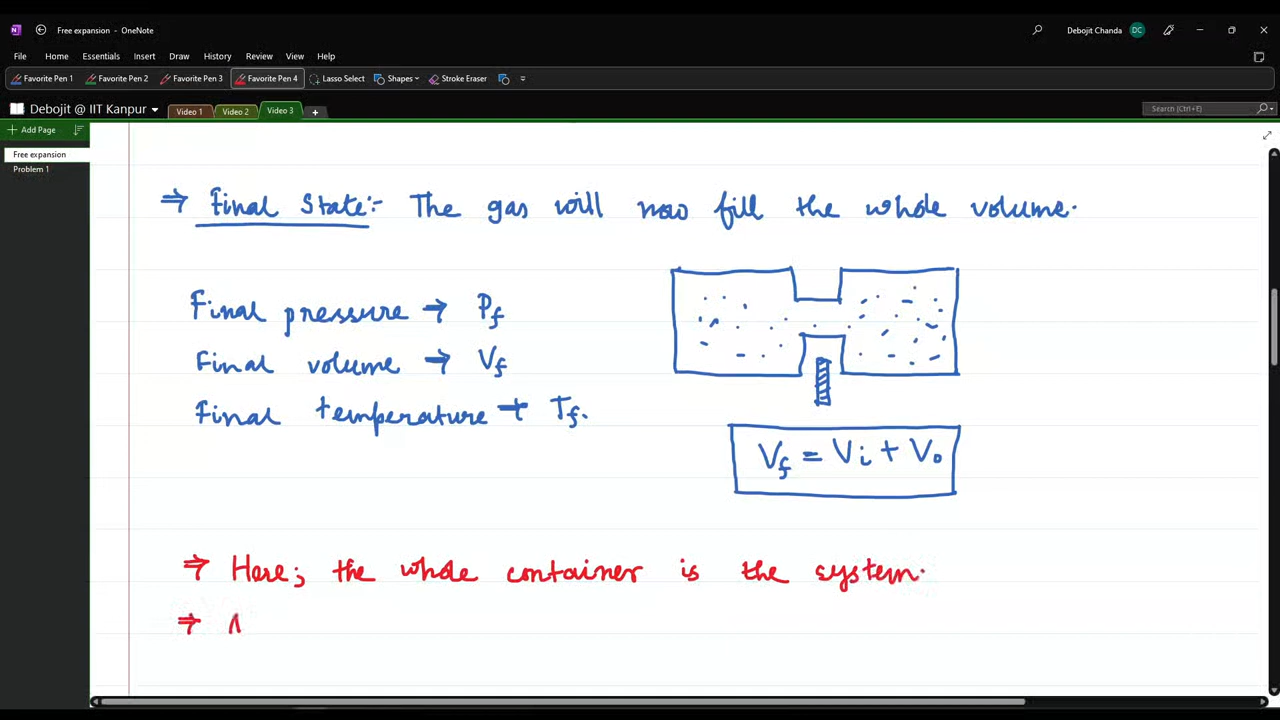 Free expansion - OneNote
Debojit Chanda DC
File Home Essentials Insert Draw History Review View Help
Favorite Pen 1 Favorite Pen 2 Favorite Pen 3 Favorite Pen 4 Lasso Select Shapes Stroke Eraser
Debojit @ IIT Kanpur Video 1 Video 2 Video 3 + Search (Ctrl+E)
+ Add Page
Free expansion
Problem 1
⇒ Final State:- The gas will now fill the whole volume.
Final pressure → Pf
Final volume → Vf
Final temperature → Tf.
Vf = Vi + Vo
⇒ Here; the whole container is the system.
⇒